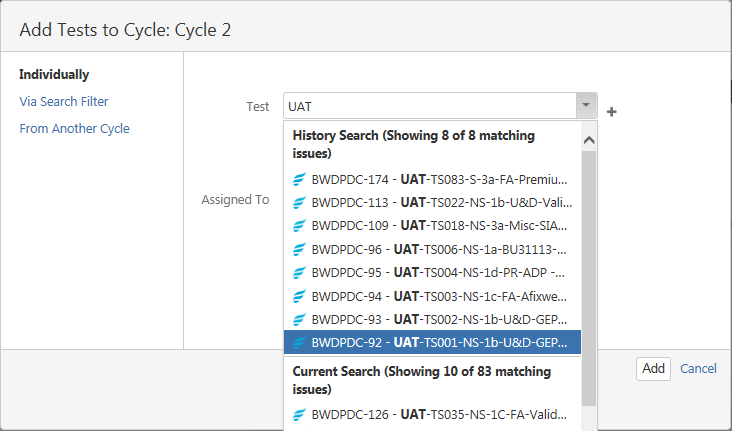 Add Tests to Cycle: Cycle 2
Individually
Via Search Filter
From Another Cycle
Test
UAT
Assigned To
History Search (Showing 8 of 8 matching
issues)
BWDPDC-174 - UAT-TS083-S-3a-FA-Premiu...
BWDPDC-113 - UAT-TS022-NS-1b-U&D-Vali...
BWDPDC-109 - UAT-TS018-NS-3a-Misc-SIA...
BWDPDC-96 - UAT-TS006-NS-1a-BU31113-...
BWDPDC-95 - UAT-TS004-NS-1d-PR-ADP -...
BWDPDC-94 - UAT-TS003-NS-1c-FA-Afixwe...
BWDPDC-93 - UAT-TS002-NS-1b-U&D-GEP...
BWDPDC-92 - UAT-TS001-NS-1b-U&D-GEP...
Current Search (Showing 10 of 83 matching
issues)
BWDPDC-126 - UAT-TS035-NS-1C-FA-Valid...
Add
Cancel